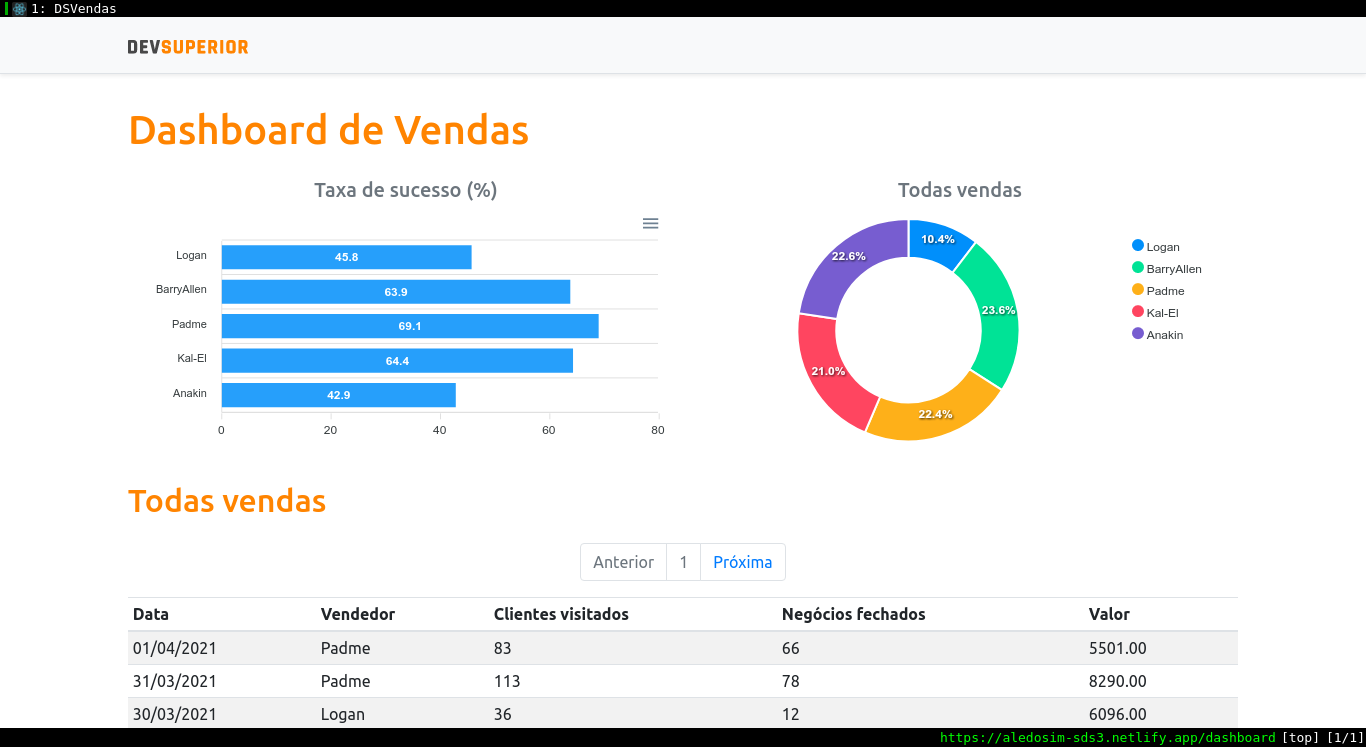 1: DSVendas
DEVSUPERIOR
Dashboard de Vendas
Taxa de sucesso (%)
Logan 45.8
BarryAllen 63.9
Padme 69.1
Kal-El 64.4
Anakin 42.9
0 20 40 60 80
Todas vendas
10.4%
23.6%
22.4%
21.0%
22.6%
Logan
BarryAllen
Padme
Kal-El
Anakin
Todas vendas
Anterior 1 Próxima
Data Vendedor Clientes visitados Negócios fechados Valor
01/04/2021 Padme 83 66 5501.00
31/03/2021 Padme 113 78 8290.00
30/03/2021 Logan 36 12 6096.00
https://aledosim-sds3.netlify.app/dashboard [top] [1/1]